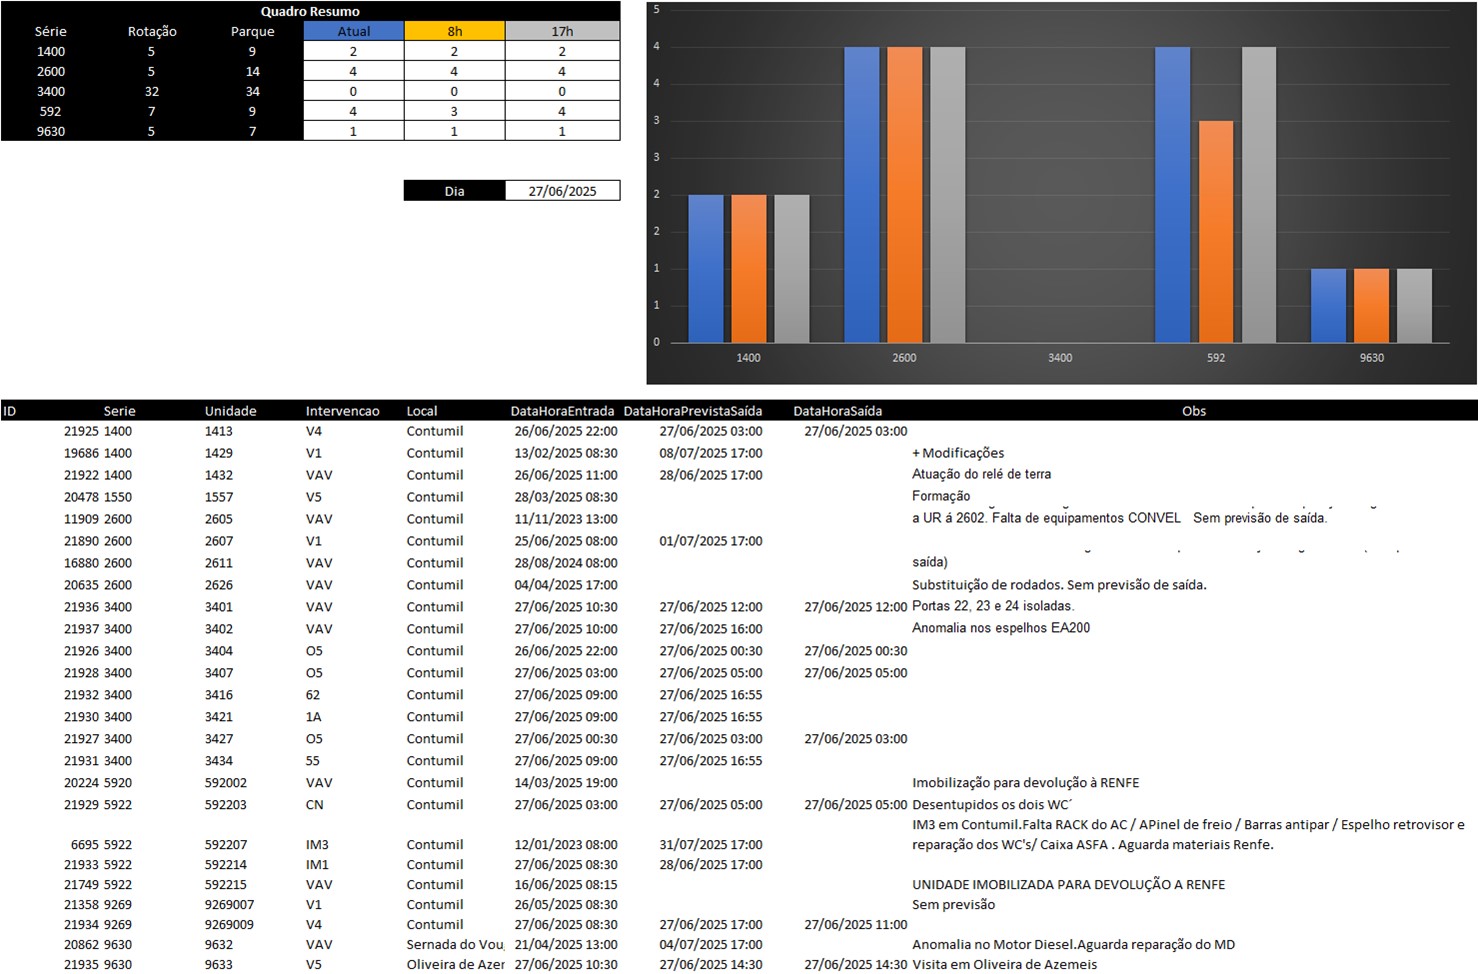 Quadro Resumo
Série Rotação Parque Atual 8h 17h
1400 5 9 2 2 2
2600 5 14 4 4 4
3400 32 34 0 0 0
592 7 9 4 3 4
9630 5 7 1 1 1
Dia 27/06/2025
5
4
4
3
3
2
2
1
1
0
1400 2600 3400 592 9630
ID Serie Unidade Intervencao Local DataHoraEntrada DataHoraPrevistaSaída DataHoraSaída Obs
21925 1400 1413 V4 Contumil 26/06/2025 22:00 27/06/2025 03:00 27/06/2025 03:00
19686 1400 1429 V1 Contumil 13/02/2025 08:30 08/07/2025 17:00 + Modificações
21922 1400 1432 VAV Contumil 26/06/2025 11:00 28/06/2025 17:00 Atuação do relé de terra
20478 1550 1557 V5 Contumil 28/03/2025 08:30 Formação
11909 2600 2605 VAV Contumil 11/11/2023 13:00 a UR á 2602. Falta de equipamentos CONVEL Sem previsão de saída.
21890 2600 2607 V1 Contumil 25/06/2025 08:00 01/07/2025 17:00
16880 2600 2611 VAV Contumil 28/08/2024 08:00 saída)
20635 2600 2626 VAV Contumil 04/04/2025 17:00 Substituição de rodados. Sem previsão de saída.
21936 3400 3401 VAV Contumil 27/06/2025 10:30 27/06/2025 12:00 27/06/2025 12:00 Portas 22, 23 e 24 isoladas.
21937 3400 3402 VAV Contumil 27/06/2025 10:00 27/06/2025 16:00 Anomalia nos espelhos EA200
21926 3400 3404 O5 Contumil 26/06/2025 22:00 27/06/2025 00:30 27/06/2025 00:30
21928 3400 3407 O5 Contumil 27/06/2025 03:00 27/06/2025 05:00 27/06/2025 05:00
21932 3400 3416 62 Contumil 27/06/2025 09:00 27/06/2025 16:55
21930 3400 3421 1A Contumil 27/06/2025 09:00 27/06/2025 16:55
21927 3400 3427 O5 Contumil 27/06/2025 00:30 27/06/2025 03:00 27/06/2025 03:00
21931 3400 3434 55 Contumil 27/06/2025 09:00 27/06/2025 16:55
20224 5920 592002 VAV Contumil 14/03/2025 19:00 Imobilização para devolução à RENFE
21929 5922 592203 CN Contumil 27/06/2025 03:00 27/06/2025 05:00 27/06/2025 05:00 Desentupidos os dois WC´
IM3 em Contumil.Falta RACK do AC / APinel de freio / Barras antipar / Espelho retrovisor e
6695 5922 592207 IM3 Contumil 12/01/2023 08:00 31/07/2025 17:00 reparação dos WC's/ Caixa ASFA . Aguarda materiais Renfe.
21933 5922 592214 IM1 Contumil 27/06/2025 08:30 28/06/2025 17:00
21749 5922 592215 VAV Contumil 16/06/2025 08:15 UNIDADE IMOBILIZADA PARA DEVOLUÇÃO A RENFE
21358 9269 9269007 V1 Contumil 26/05/2025 08:30 Sem previsão
21934 9269 9269009 V4 Contumil 27/06/2025 08:30 27/06/2025 17:00 27/06/2025 11:00
20862 9630 9632 VAV Sernada do Vou 21/04/2025 13:00 04/07/2025 17:00 Anomalia no Motor Diesel.Aguarda reparação do MD
21935 9630 9633 V5 Oliveira de Azer 27/06/2025 10:30 27/06/2025 14:30 27/06/2025 14:30 Visita em Oliveira de Azemeis